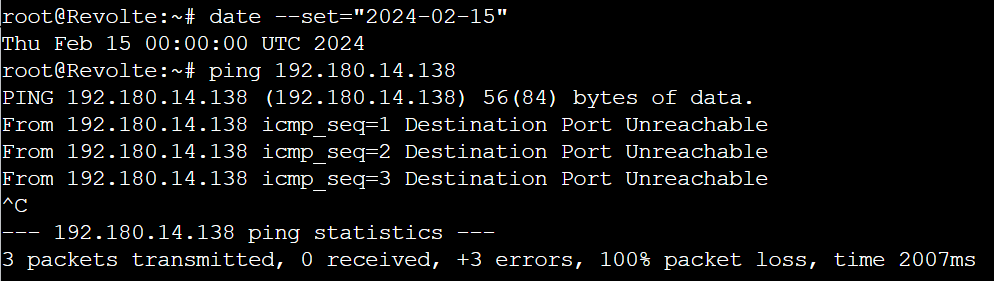 root@Revolte:~# date --set="2024-02-15"
Thu Feb 15 00:00:00 UTC 2024
root@Revolte:~# ping 192.180.14.138
PING 192.180.14.138 (192.180.14.138) 56(84) bytes of data.
From 192.180.14.138 icmp_seq=1 Destination Port Unreachable
From 192.180.14.138 icmp_seq=2 Destination Port Unreachable
From 192.180.14.138 icmp_seq=3 Destination Port Unreachable
^C
--- 192.180.14.138 ping statistics ---
3 packets transmitted, 0 received, +3 errors, 100% packet loss, time 2007ms